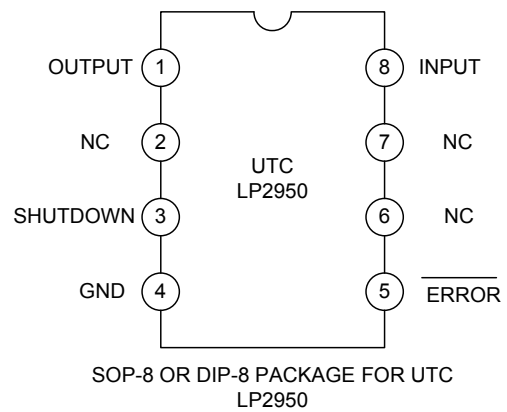 OUTPUT 1 8 INPUT
NC 2 7 NC
UTC
LP2950
SHUTDOWN 3 6 NC
GND 4 5 ERROR
SOP-8 OR DIP-8 PACKAGE FOR UTC
LP2950